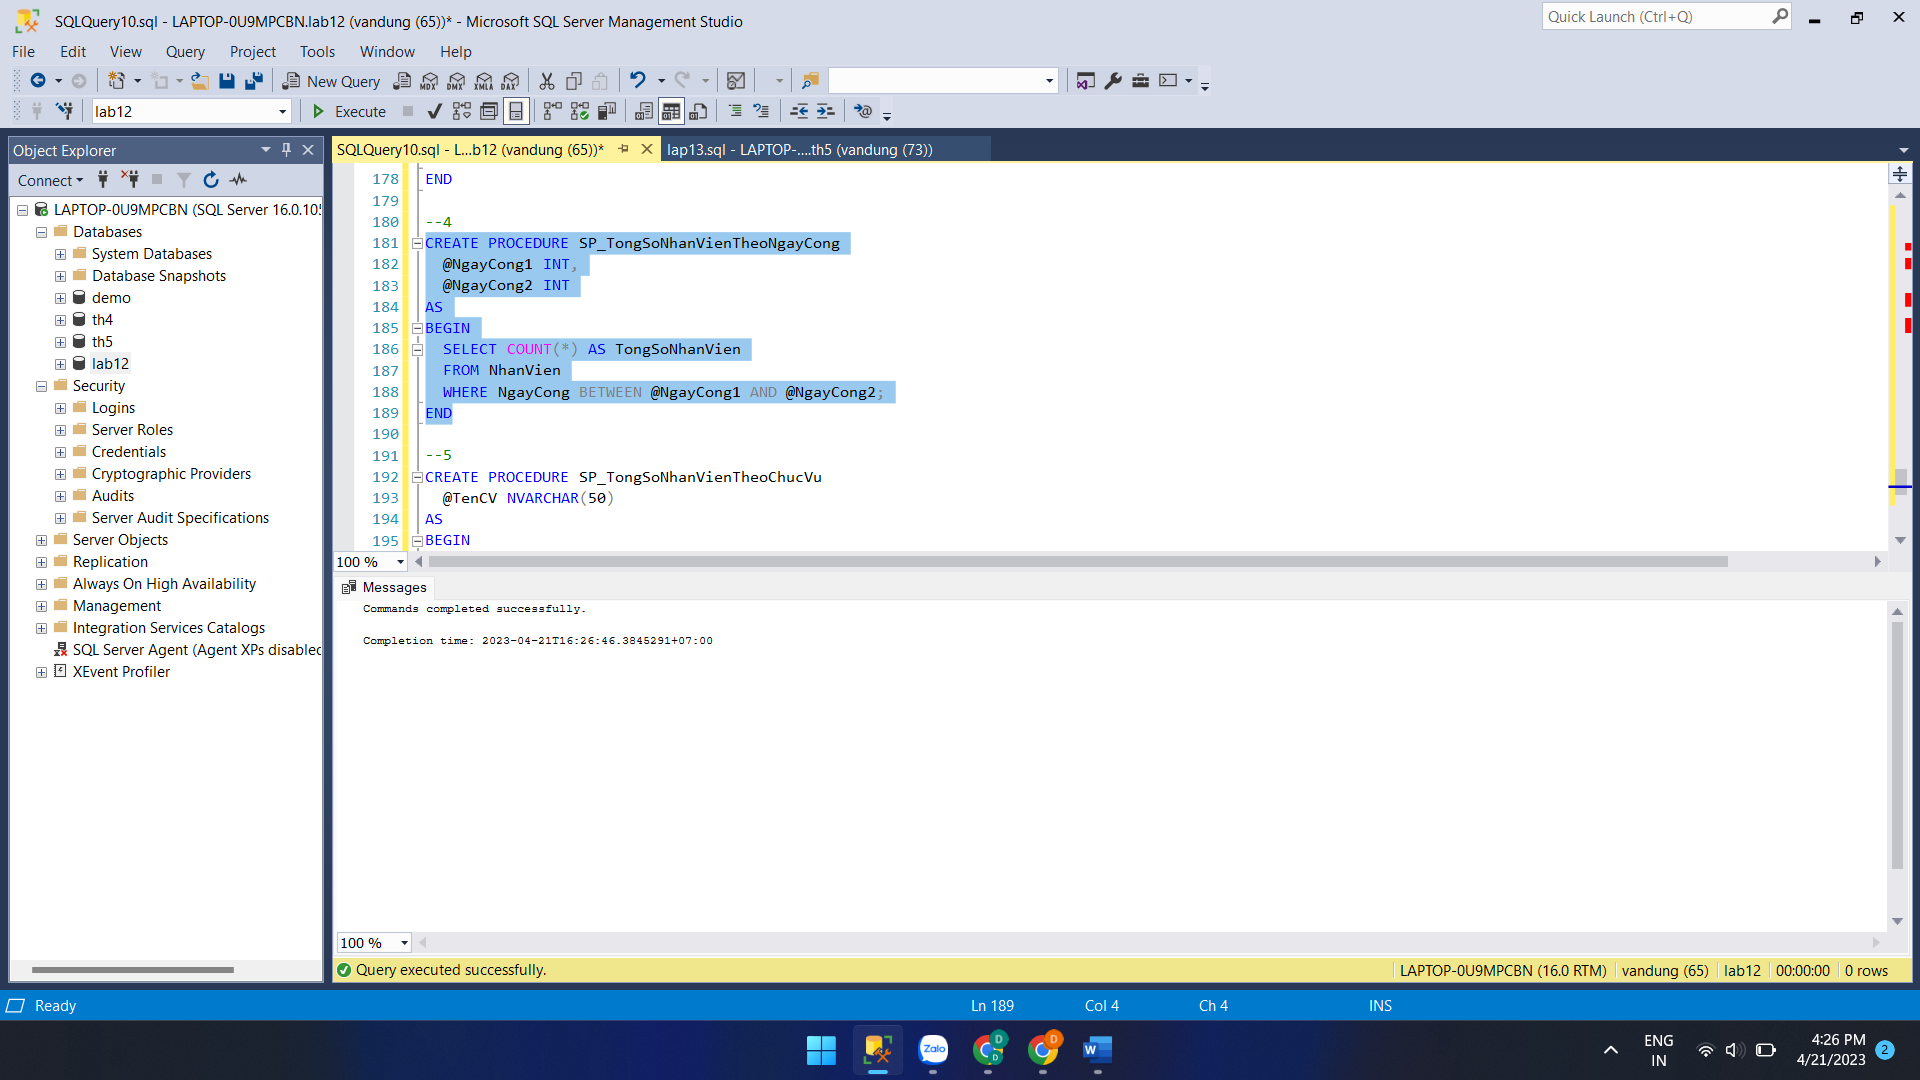 SQLQuery10.sql - LAPTOP-0U9MPCBN.lab12 (vandung (65))* - Microsoft SQL Server Management Studio
Quick Launch (Ctrl+Q)
File Edit View Query Project Tools Window Help
New Query
MDX DMX XMLA DAX
lab12
Execute
Object Explorer
SQLQuery10.sql - L...b12 (vandung (65))*
lap13.sql - LAPTOP-....th5 (vandung (73))
Connect
LAPTOP-0U9MPCBN (SQL Server 16.0.105
Databases
System Databases
Database Snapshots
demo
th4
th5
lab12
Security
Logins
Server Roles
Credentials
Cryptographic Providers
Audits
Server Audit Specifications
Server Objects
Replication
Always On High Availability
Management
Integration Services Catalogs
SQL Server Agent (Agent XPs disabled
XEvent Profiler
178 END
179
180 --4
181 CREATE PROCEDURE SP_TongSoNhanVienTheoNgayCong
182 @NgayCong1 INT,
183 @NgayCong2 INT
184 AS
185 BEGIN
186 SELECT COUNT(*) AS TongSoNhanVien
187 FROM NhanVien
188 WHERE NgayCong BETWEEN @NgayCong1 AND @NgayCong2;
189 END
190
191 --5
192 CREATE PROCEDURE SP_TongSoNhanVienTheoChucVu
193 @TenCV NVARCHAR(50)
194 AS
195 BEGIN
100 %
Messages
Commands completed successfully.
Completion time: 2023-04-21T16:26:46.3845291+07:00
100 %
Query executed successfully.
LAPTOP-0U9MPCBN (16.0 RTM) vandung (65) lab12 00:00:00 0 rows
Ready
Ln 189 Col 4 Ch 4 INS
Zalo
D
D
D
W
ENG
IN
4:26 PM
4/21/2023
2